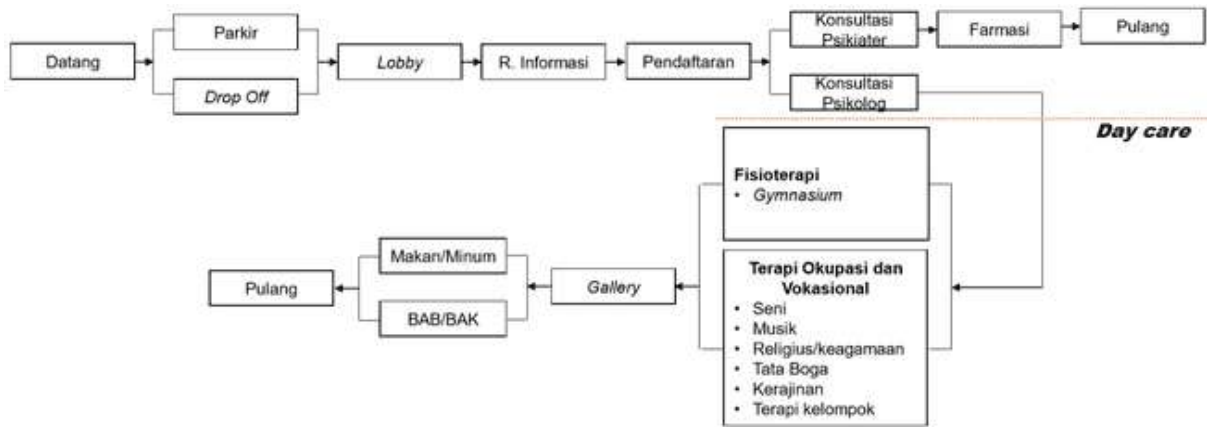 Datang
Parkir
Drop Off
Lobby
R. Informasi
Pendaftaran
Konsultasi
Psikiater
Farmasi
Pulang
Konsultasi
Psikolog
Day care
Fisioterapi
• Gymnasium
Terapi Okupasi dan
Vokasional
• Seni
• Musik
• Religius/keagamaan
• Tata Boga
• Kerajinan
• Terapi kelompok
Gallery
Makan/Minum
BAB/BAK
Pulang